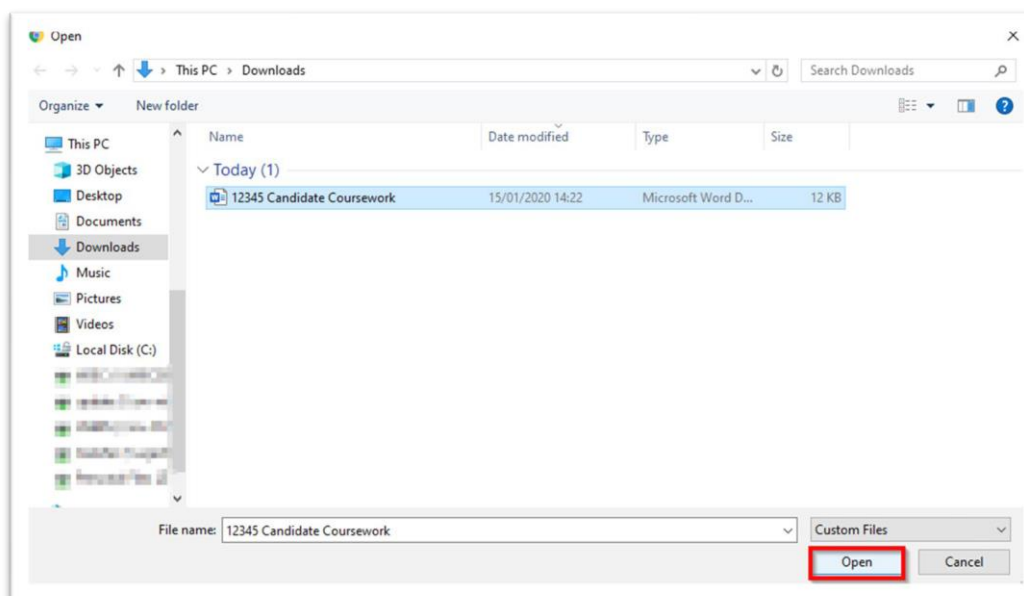 Open
This PC > Downloads
Search Downloads
Organize
New folder
Name
Date modified
Type
Size
This PC
3D Objects
Desktop
Documents
Downloads
Music
Pictures
Videos
Local Disk (C:)
Today (1)
12345 Candidate Coursework
15/01/2020 14:22
Microsoft Word D...
12 KB
File name:
12345 Candidate Coursework
Custom Files
Open
Cancel